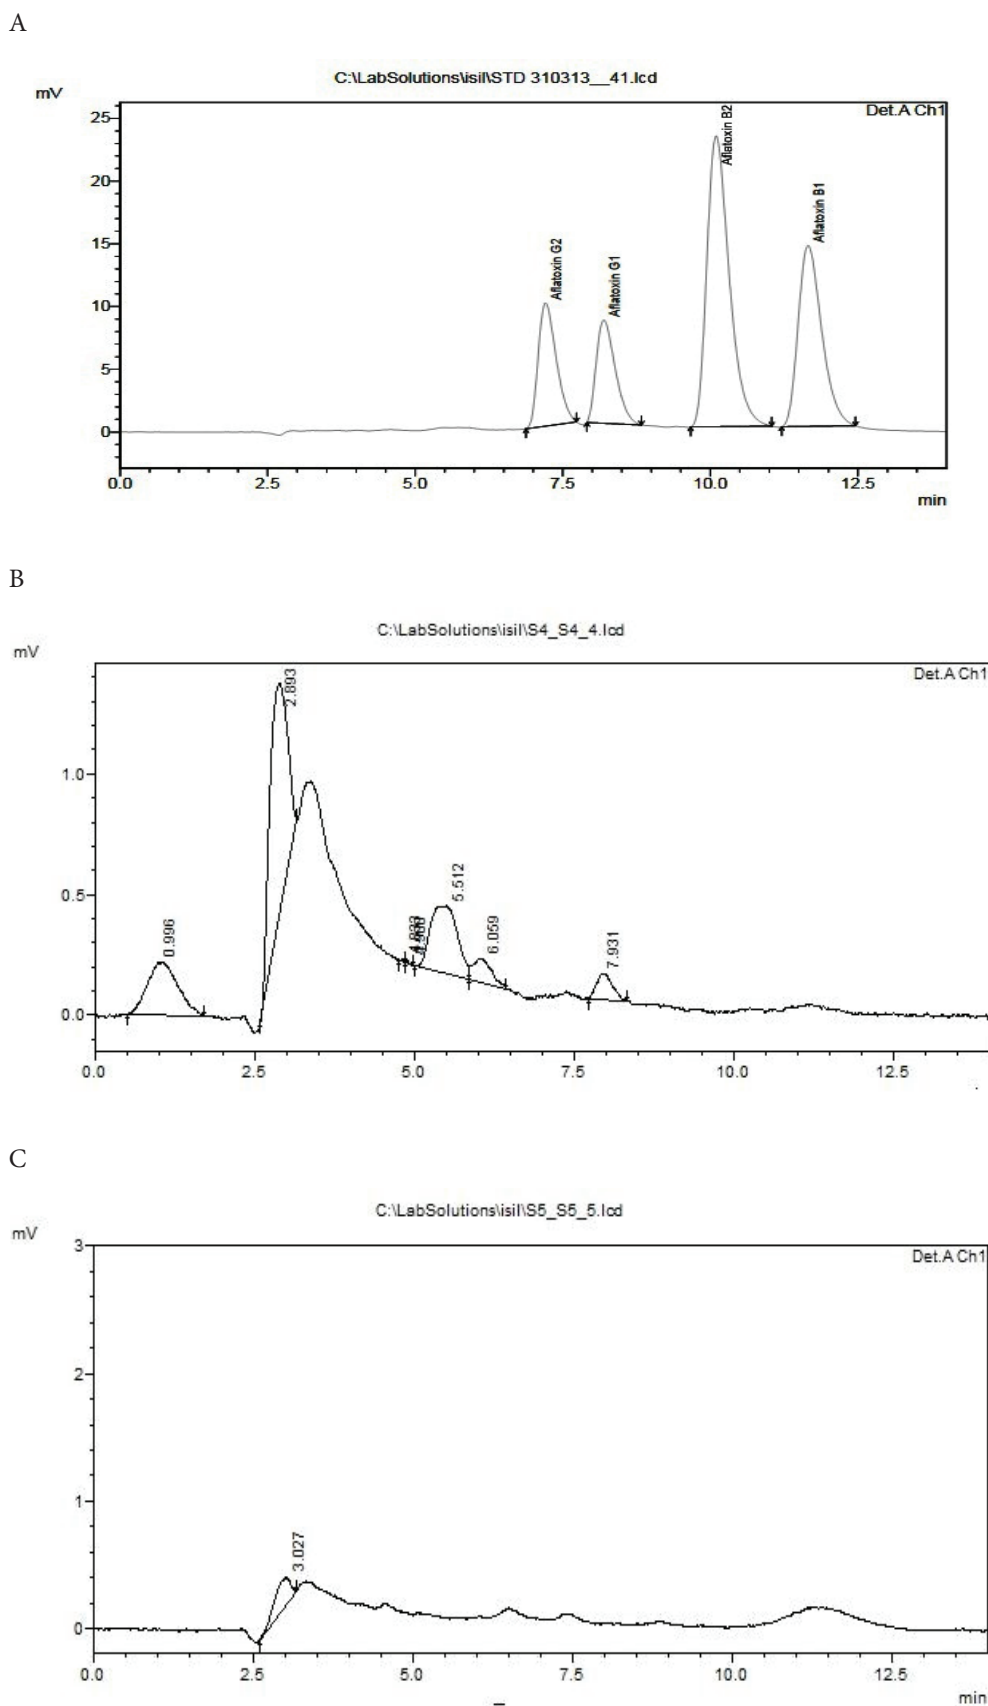 A
C:\LabSolutions\isil\STD 310313__41.lcd
mV
Det.A Ch1
25
20
15
10
5
0
Aflatoxin G2
Aflatoxin G1
Aflatoxin B2
Aflatoxin B1
0.0 2.5 5.0 7.5 10.0 12.5
min
B
C:\LabSolutions\isil\S4_S4_4.lcd
mV
Det.A Ch1
1.0
0.5
0.0
0.996
2.893
5.512
6.059
7.931
0.0 2.5 5.0 7.5 10.0 12.5
C
C:\LabSolutions\isil\S5_S5_5.lcd
mV
Det.A Ch1
3
2
1
0
3.027
0.0 2.5 5.0 7.5 10.0 12.5
min